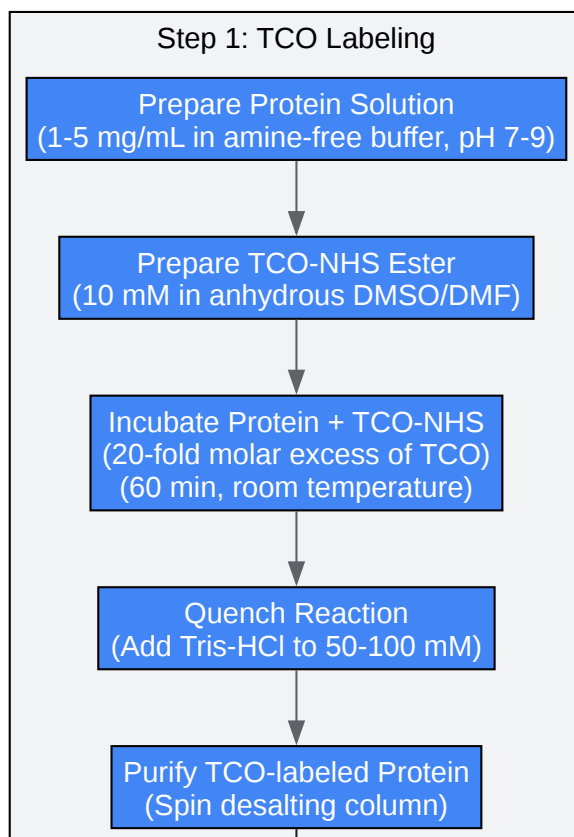 Step 1: TCO Labeling
Prepare Protein Solution
(1-5 mg/mL in amine-free buffer, pH 7-9)
Prepare TCO-NHS Ester
(10 mM in anhydrous DMSO/DMF)
Incubate Protein + TCO-NHS
(20-fold molar excess of TCO)
(60 min, room temperature)
Quench Reaction
(Add Tris-HCl to 50-100 mM)
Purify TCO-labeled Protein
(Spin desalting column)